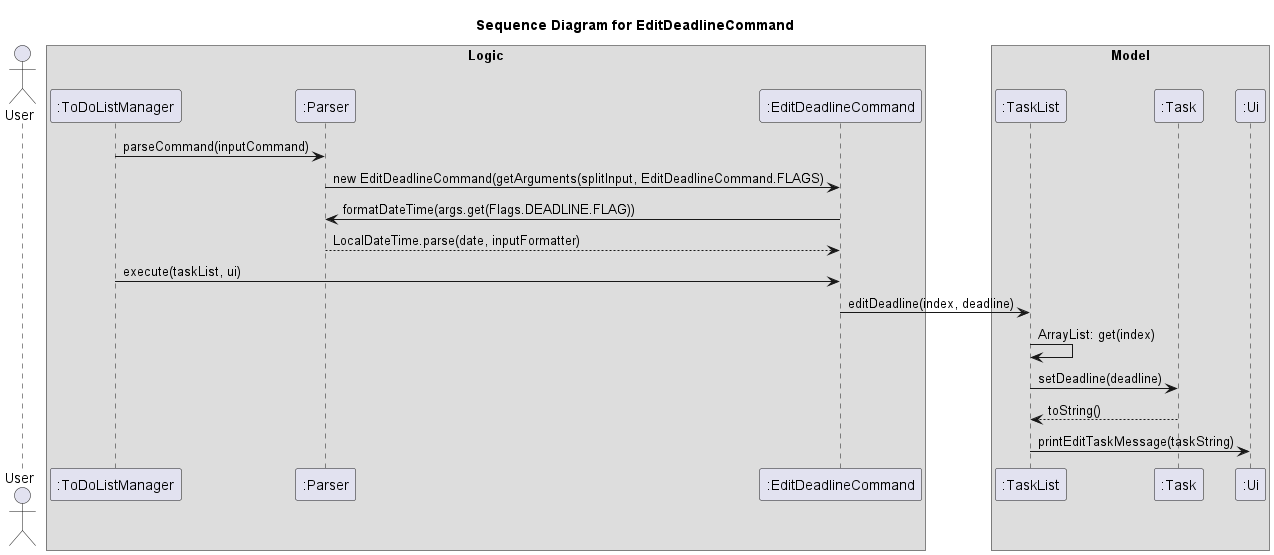 Sequence Diagram for EditDeadlineCommand
Logic
Model
User
:ToDoListManager
:Parser
:EditDeadlineCommand
:TaskList
:Task
:Ui
parseCommand(inputCommand)
new EditDeadlineCommand(getArguments(splitInput, EditDeadlineCommand.FLAGS)
formatDateTime(args.get(Flags.DEADLINE.FLAG))
LocalDateTime.parse(date, inputFormatter)
execute(taskList, ui)
editDeadline(index, deadline)
ArrayList: get(index)
setDeadline(deadline)
toString()
printEditTaskMessage(taskString)
User
:ToDoListManager
:Parser
:EditDeadlineCommand
:TaskList
:Task
:Ui